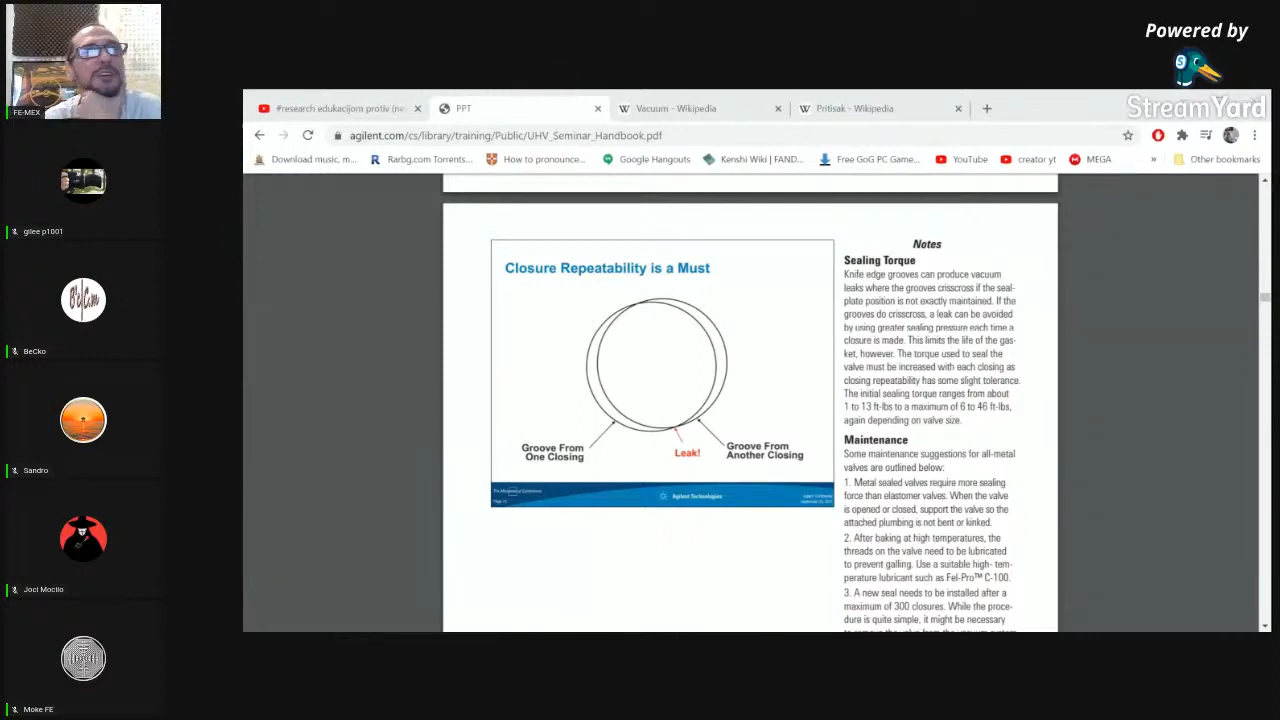 FE-MEX
gilee p1001
BeCko
Sandro
Joci Mocilo
Moke FE
Powered by
StreamYard
#research edukacijom protiv (ne
PPT
Vacuum - Wikipedia
Pritisak - Wikipedia
agilent.com/cs/library/training/Public/UHV_Seminar_Handbook.pdf
Download music, m...
Rarbg.com Torrents...
How to pronounce...
Google Hangouts
Kenshi Wiki | FAND...
Free GoG PC Game...
YouTube
creator yt
MEGA
»
Other bookmarks
Closure Repeatability is a Must
Groove From
One Closing
Leak!
Groove From
Another Closing
Agilent Technologies
Notes
Sealing Torque
Knife edge grooves can produce vacuum
leaks where the grooves crisscross if the seal-
plate position is not exactly maintained. If the
grooves do crisscross, a leak can be avoided
by using greater sealing pressure each time a
closure is made. This limits the life of the gas-
ket, however. The torque used to seal the
valve must be increased with each closing as
closing repeatability has some slight tolerance.
The initial sealing torque ranges from about
1 to 13 ft-lbs to a maximum of 6 to 46 ft-lbs,
again depending on valve size.
Maintenance
Some maintenance suggestions for all-metal
valves are outlined below:
1. Metal sealed valves require more sealing
force than elastomer valves. When the valve
is opened or closed, support the valve so the
attached plumbing is not bent or kinked.
2. After baking at high temperatures, the
threads on the valve need to be lubricated
to prevent galling. Use a suitable high- tem-
perature lubricant such as Fel-Pro™ C-100.
3. A new seal needs to be installed after a
maximum of 300 closures. While the proce-
dure is quite simple, it might be necessary